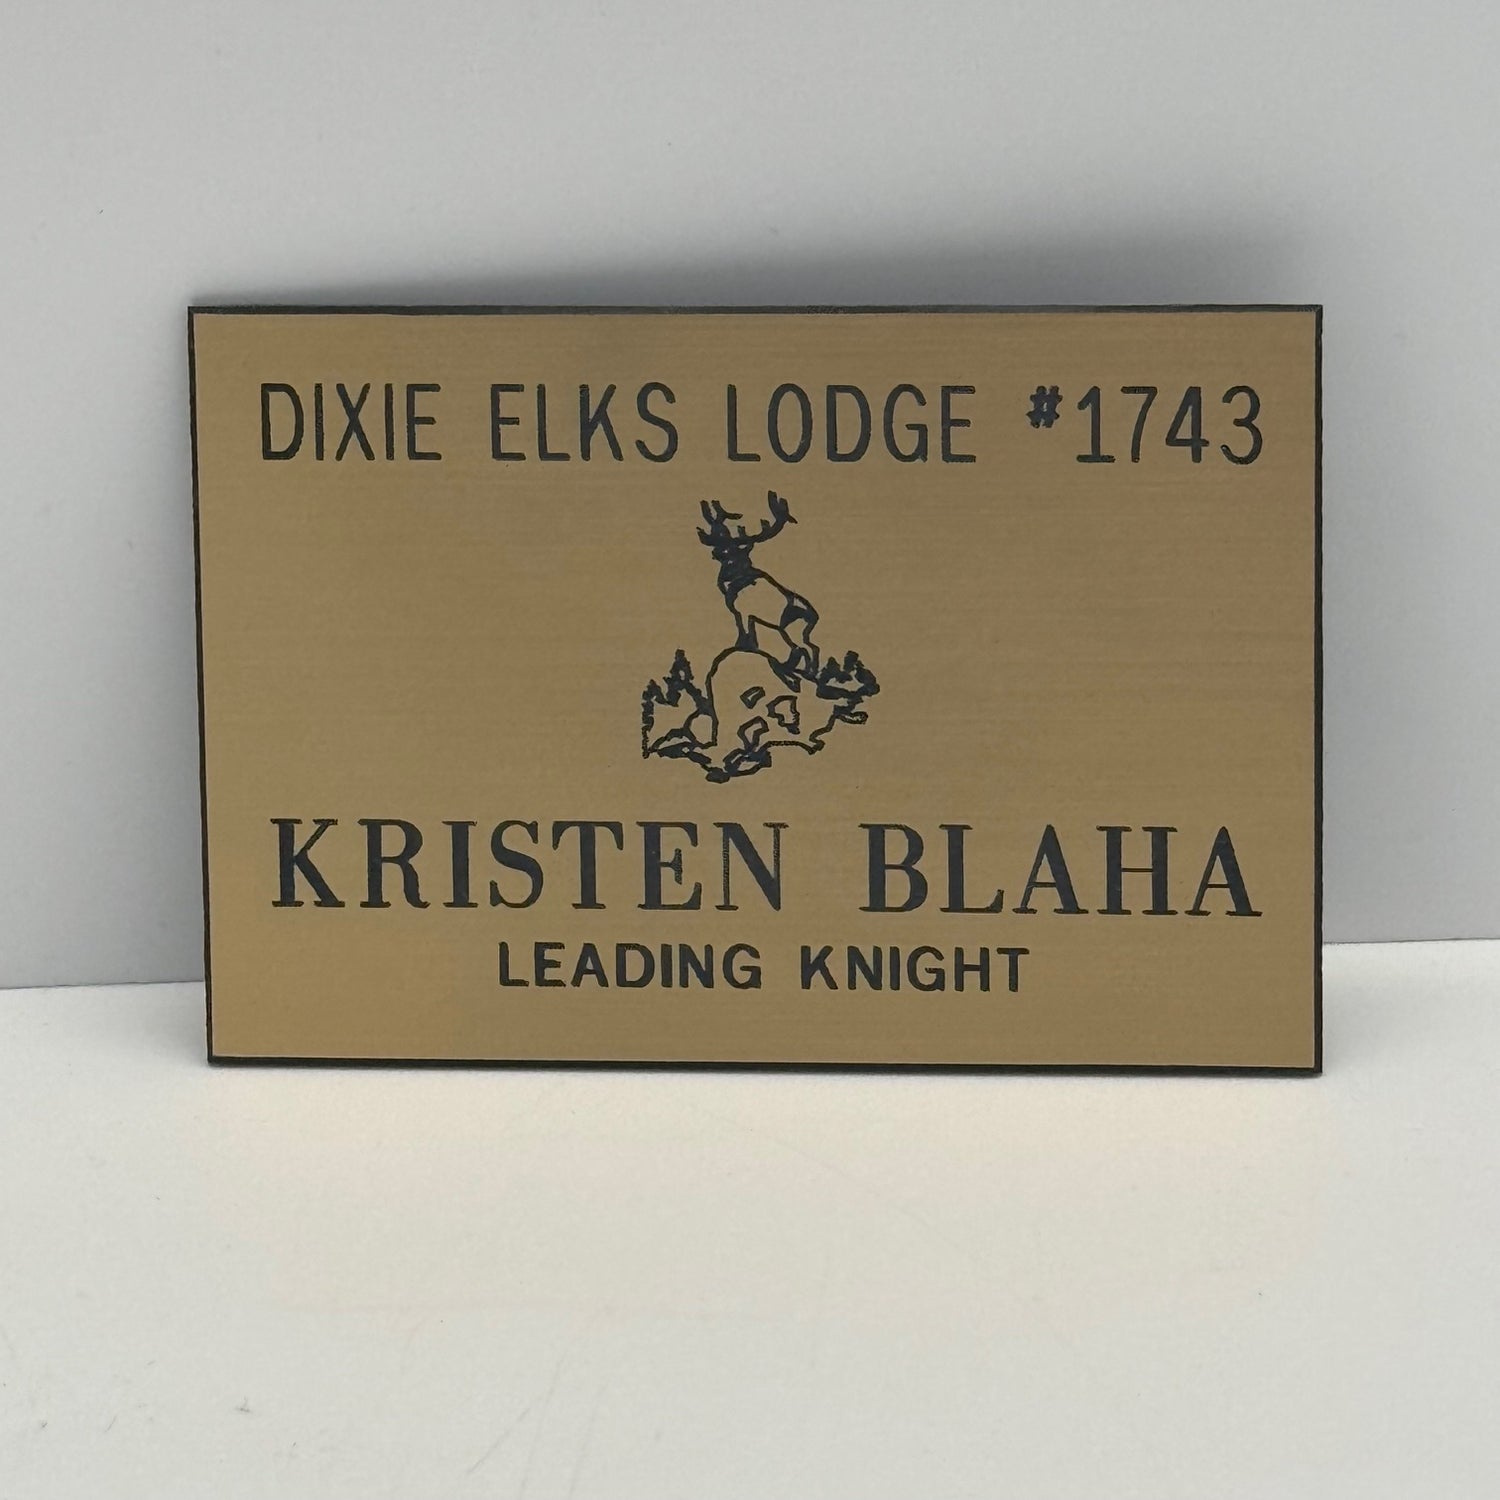 DIXIE ELKS LODGE #1743
KRISTEN BLAHA
LEADING KNIGHT